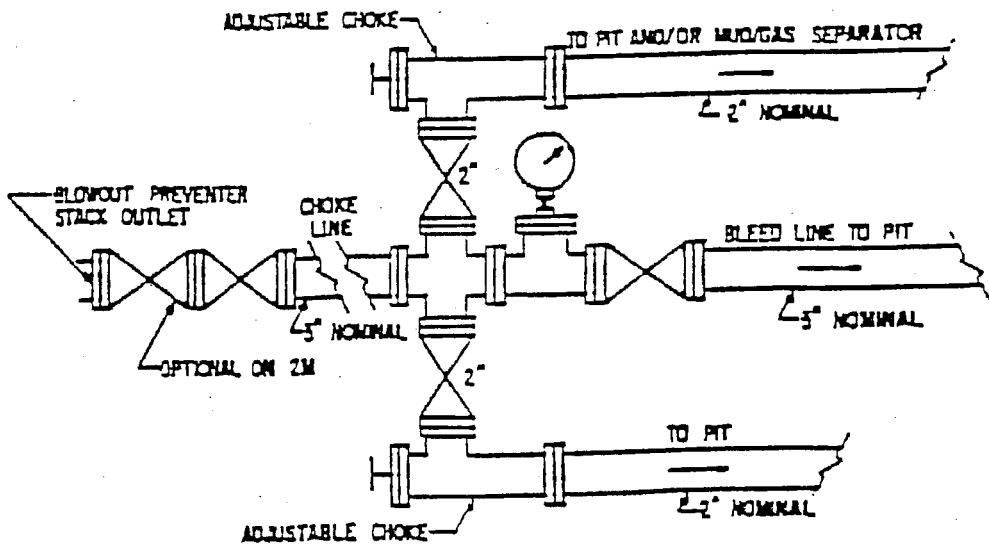 ADJUSTABLE CHOKE
TO PIT AND/OR MUD/GAS SEPARATOR
2" NOMINAL
2"
BLOWOUT PREVENTER
STACK OUTLET
CHOKE
LINE
BLEED LINE TO PIT
3" NOMINAL
3" NOMINAL
OPTIONAL ON 2M
2"
TO PIT
2" NOMINAL
ADJUSTABLE CHOKE